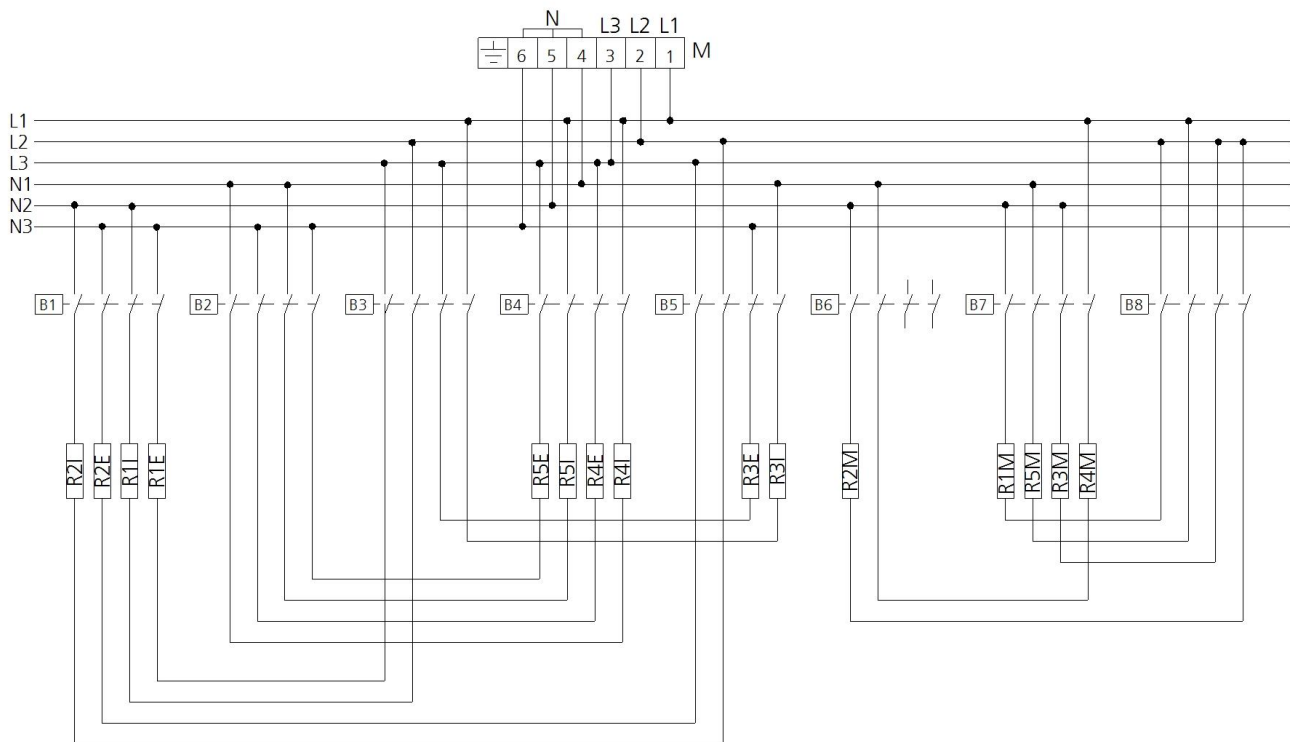 N L3 L2 L1
6 5 4 3 2 1 M
L1
L2
L3
N1
N2
N3
B1 B2 B3 B4 B5 B6 B7 B8
R2I R2E R1I R1E R5E R5I R4E R4I R3E R3I R2M R1M R5M R3M R4M